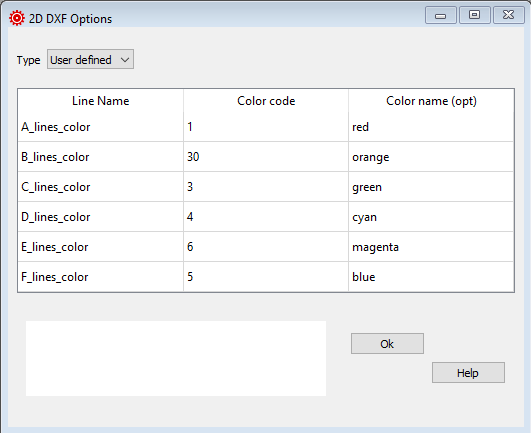 2D DXF Options
Type User defined
Line Name Color code Color name (opt)
A_lines_color 1 red
B_lines_color 30 orange
C_lines_color 3 green
D_lines_color 4 cyan
E_lines_color 6 magenta
F_lines_color 5 blue
Ok
Help